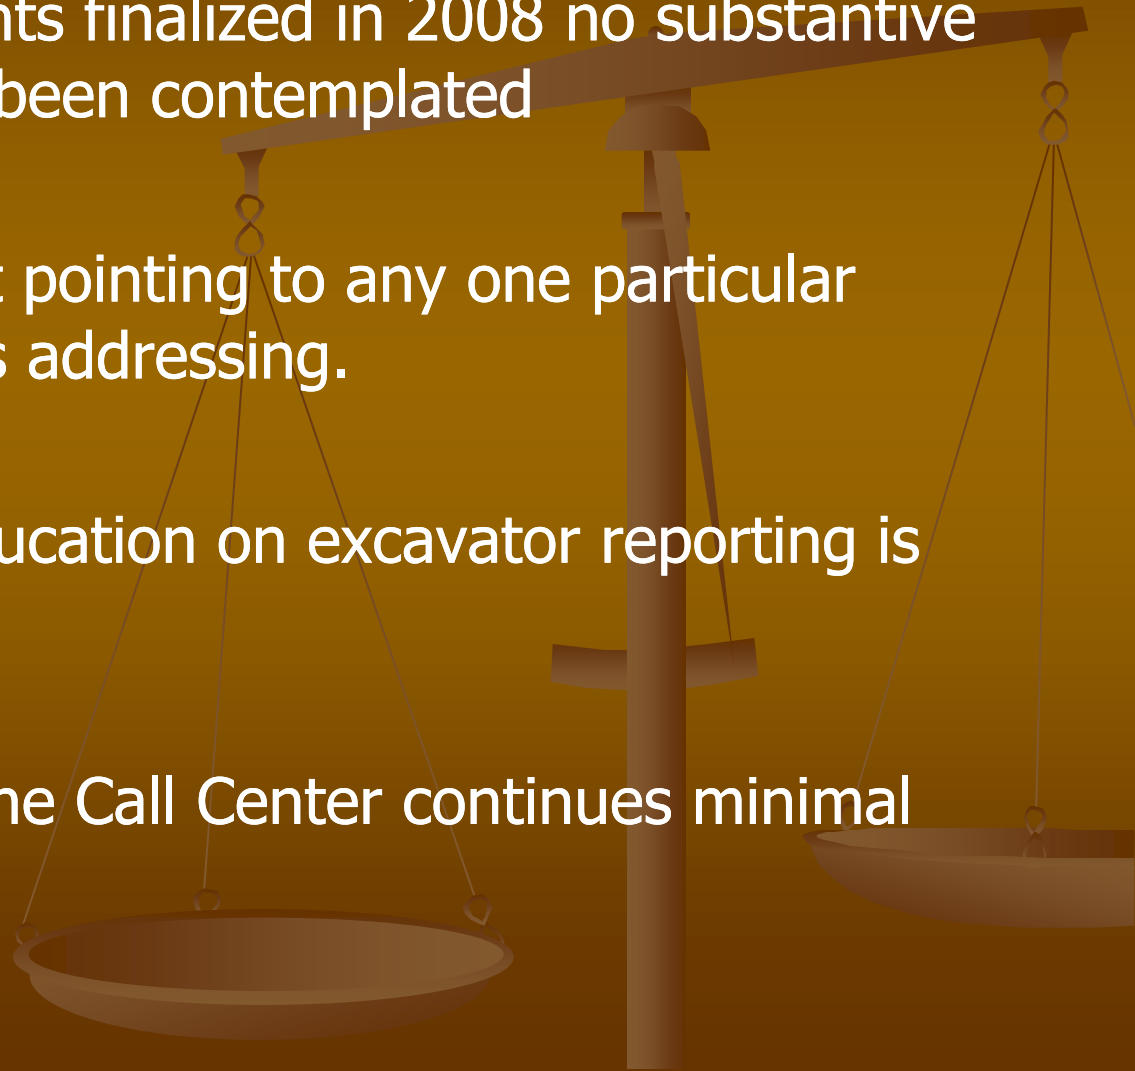 nts finalized in 2008 no substantive
been contemplated
t pointing to any one particular
s addressing.
ucation on excavator reporting is
ne Call Center continues minimal